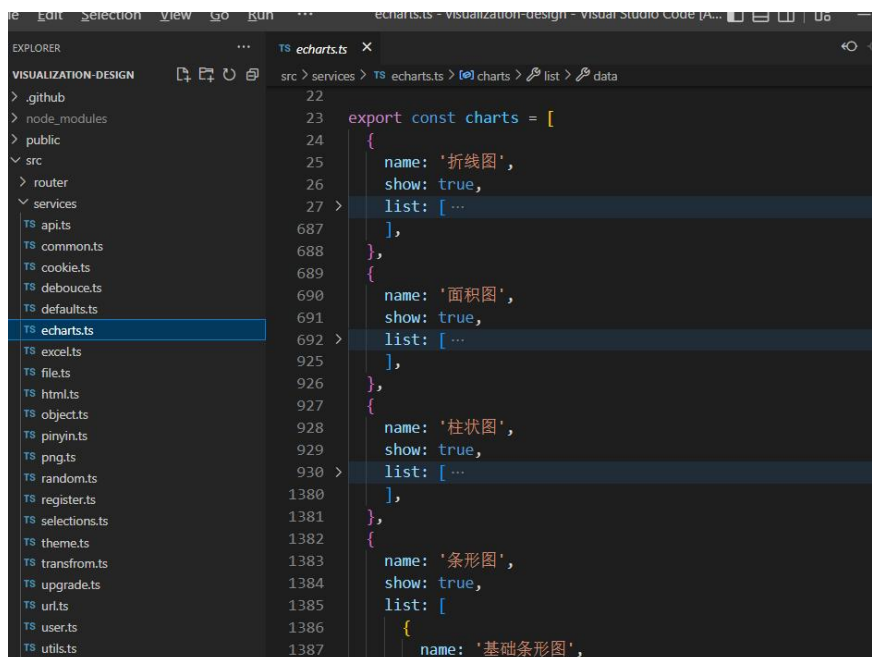 Edit Selection View Go Run ··· echarts.ts - visualization-design - Visual Studio Code [A...
EXPLORER ···
VISUALIZATION-DESIGN
> .github
> node_modules
> public
src
> router
services
TS api.ts
TS common.ts
TS cookie.ts
TS debouce.ts
TS defaults.ts
TS echarts.ts
TS excel.ts
TS file.ts
TS html.ts
TS object.ts
TS pinyin.ts
TS png.ts
TS random.ts
TS register.ts
TS selections.ts
TS theme.ts
TS transfrom.ts
TS upgrade.ts
TS url.ts
TS user.ts
TS utils.ts
TS echarts.ts
src > services > TS echarts.ts > charts > list > data
22
23 export const charts = [
24 {
25 name: '折线图',
26 show: true,
27 > list: [ ···
687 ],
688 },
689 {
690 name: '面积图',
691 show: true,
692 > list: [ ···
925 ],
926 },
927 {
928 name: '柱状图',
929 show: true,
930 > list: [ ···
1380 ],
1381 },
1382 {
1383 name: '条形图',
1384 show: true,
1385 list: [
1386 {
1387 name: '基础条形图',